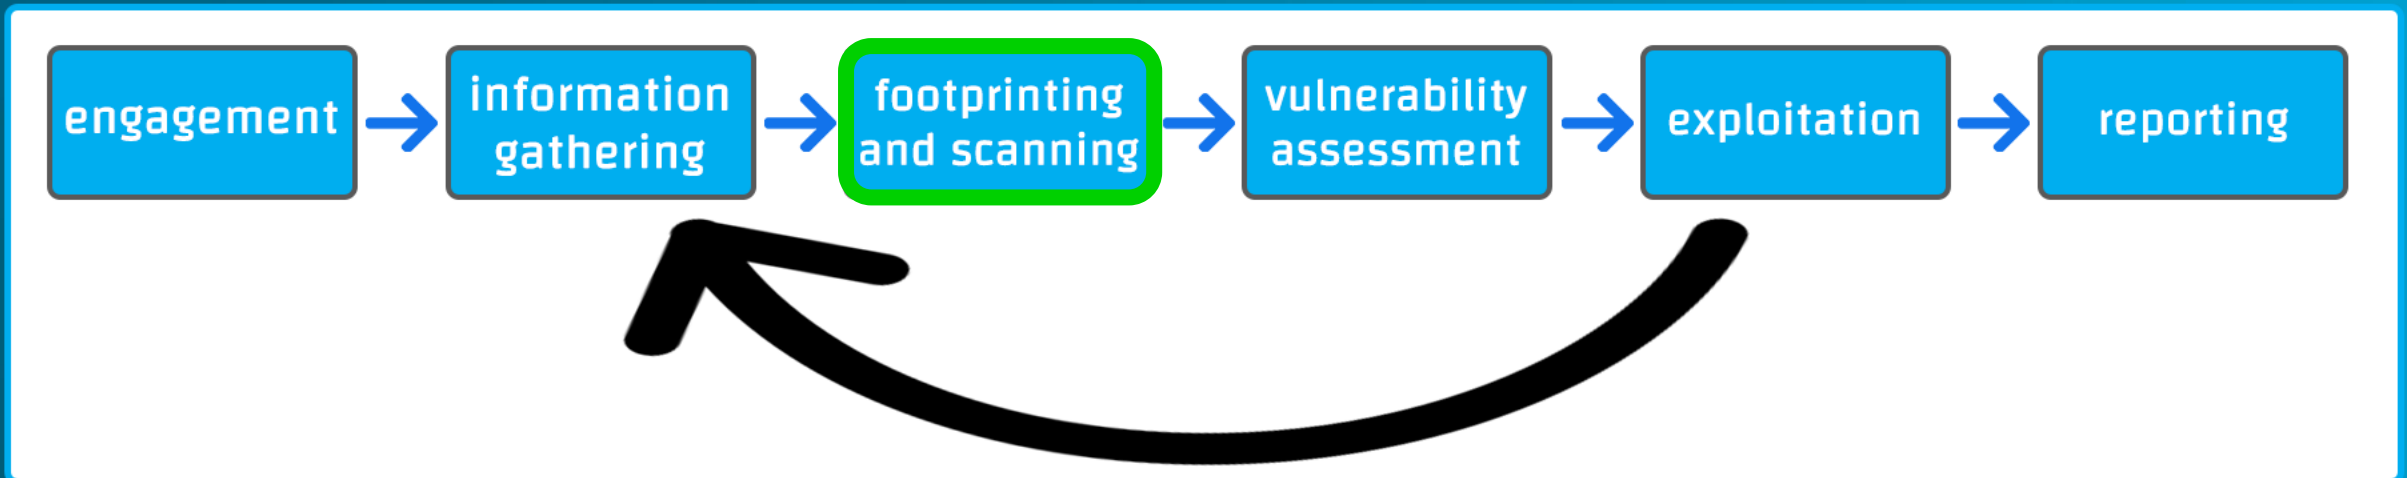 engagement
information
gathering
footprinting
and scanning
vulnerability
assessment
exploitation
reporting